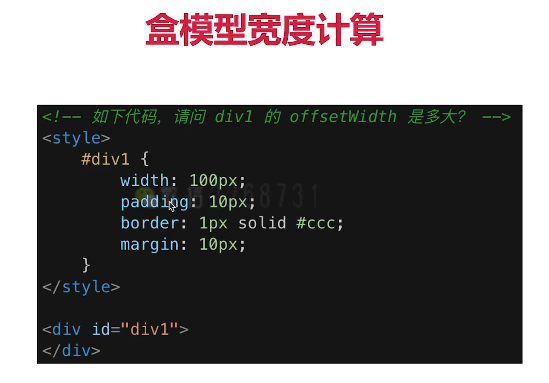 盒模型宽度计算
<!-- 如下代码，请问 div1 的 offsetWidth 是多大? -->
<style>
#div1 {
width: 100px;
padding: 10px;
border: 1px solid #ccc;
margin: 10px;
}
</style>
<div id="div1">
</div>